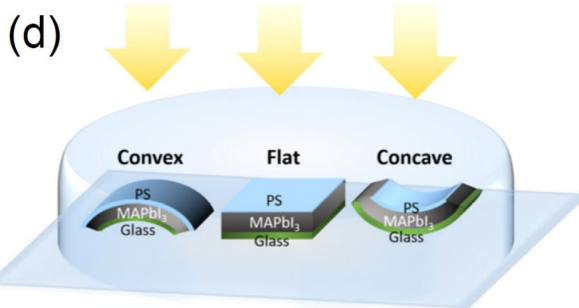 (d)
Convex Flat Concave
PS PS PS
MAPbI₃ MAPbI₃ MAPbI₃
Glass Glass Glass